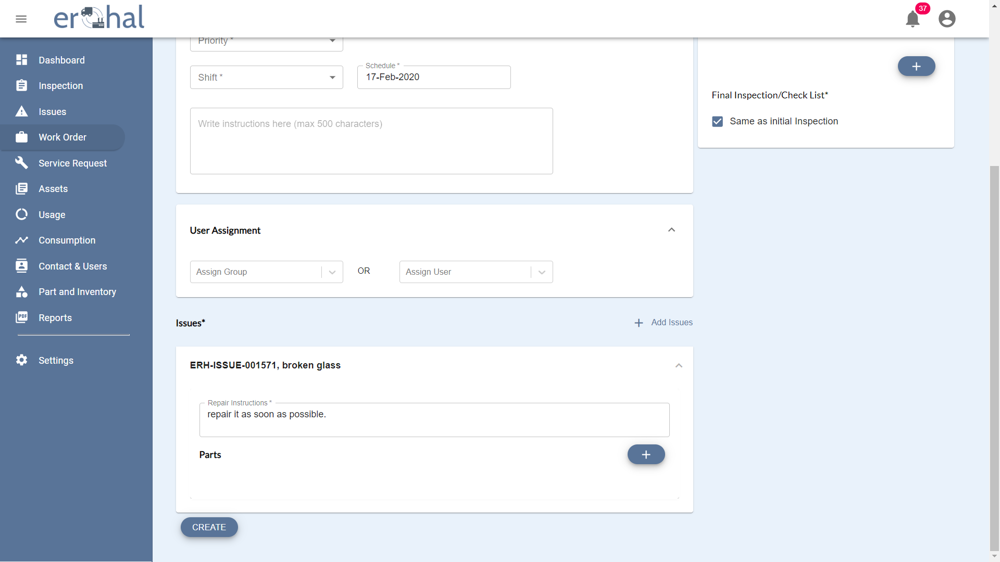 er hal
37
Dashboard
Inspection
Issues
Work Order
Service Request
Assets
Usage
Consumption
Contact & Users
Part and Inventory
PDF
Reports
Settings
Priority *
Shift *
Schedule *
17-Feb-2020
Write instructions here (max 500 characters)
Final Inspection/Check List*
Same as initial Inspection
User Assignment
Assign Group
OR
Assign User
Issues*
Add Issues
ERH-ISSUE-001571, broken glass
Repair Instructions *
repair it as soon as possible.
Parts
CREATE